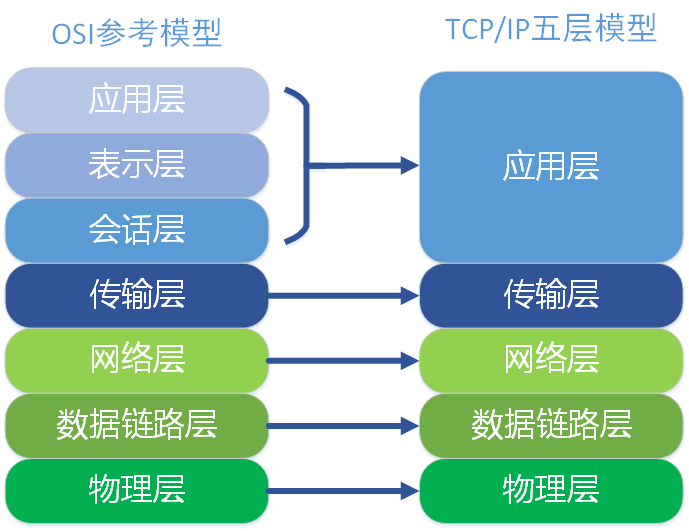 OSI参考模型
应用层
表示层
会话层
传输层
网络层
数据链路层
物理层
TCP/IP五层模型
应用层
传输层
网络层
数据链路层
物理层